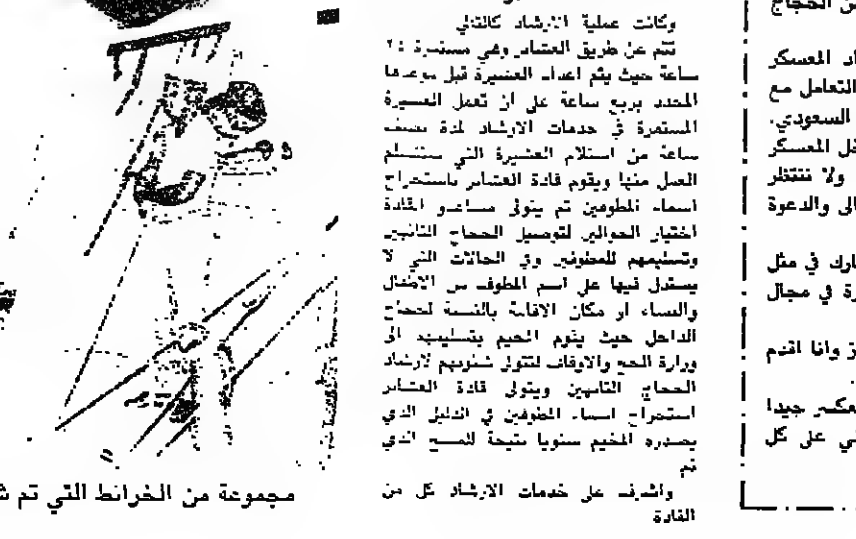 ن الحجاج
اد المعسكر
التعامل مع
السعودي.
خل المعسكر
ولا ننتظر
الى والدعوة
ارك في مثل
رة في مجال
ز وانا اقدم
عكس جيدا
ني على كل
وكانت عملية الارشاد كالتالي
تتم عن طريق العشائر وهي مستمرة ٢٤
ساعة حيث يتم اعداد العشيرة قبل موعدها
المحدد بربع ساعة على ان تعمل العشيرة
المستمرة في خدمات الارشاد لمدة نصف
ساعة من استلام العشيرة التي ستتسلم
العمل منها ويقوم قادة العشائر باستخراج
اسماء المطوفين ثم يتولى مساعدو القادة
اختيار الجوالين لتوصيل الحجاج التائهين
وتسليمهم للمطوفين وفي الحالات التي لا
يستدل فيها على اسم المطوف من الاطفال
والنساء او مكان الاقامة بالنسبة لحجاج
الداخل حيث يقوم المخيم بتسليمهم الى
وزارة الحج والاوقاف لتتولى شئونهم لارشاد
الحجاج التائهين ويتولى قادة العشائر
استخراج اسماء المطوفين في الدليل الذي
يصدره المخيم سنويا نتيجة للمسح الذي
تم
واشرف على خدمات الارشاد كل من
القادة
مجموعة من الخرائط التي تم ش